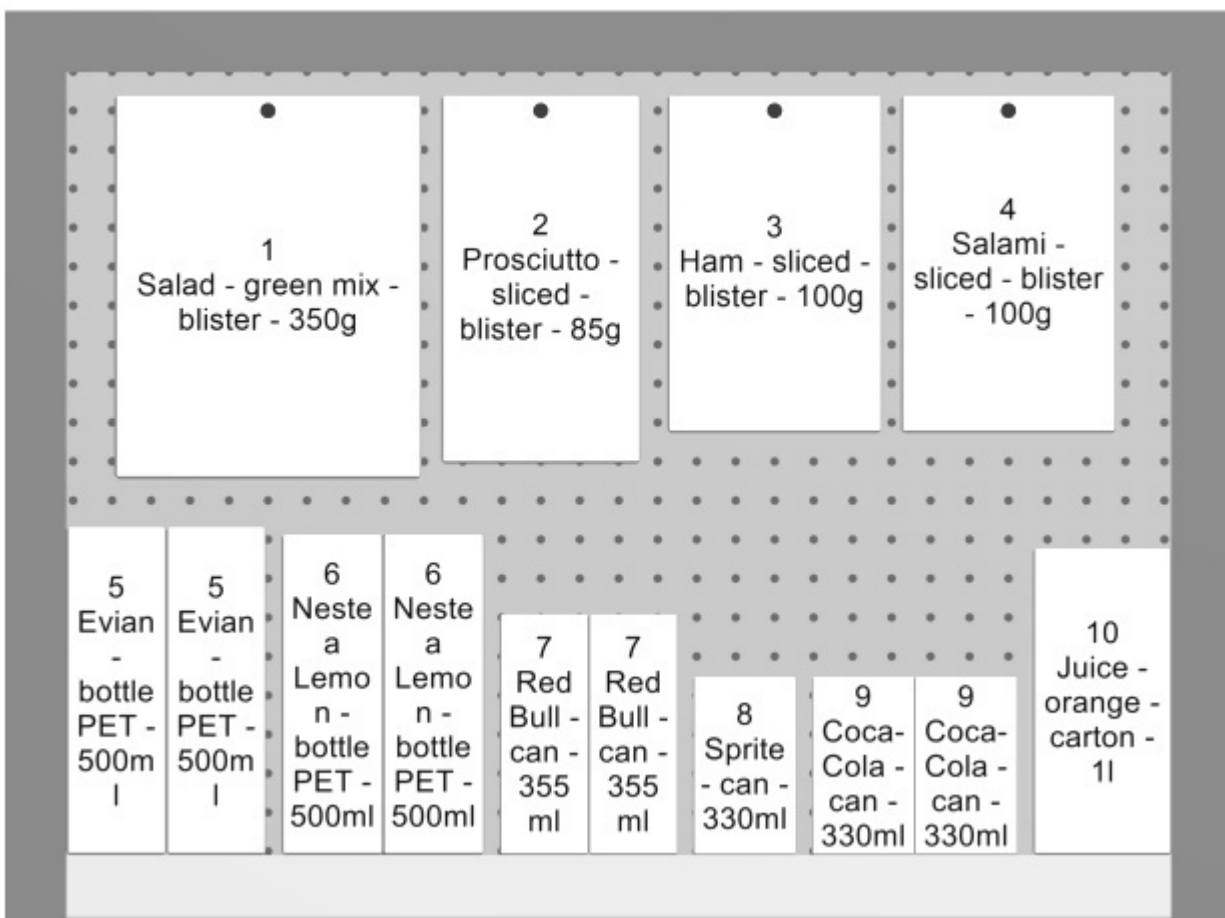 1
Salad - green mix -
blister - 350g
2
Prosciutto -
sliced -
blister - 85g
3
Ham - sliced -
blister - 100g
4
Salami -
sliced - blister
- 100g
5
Evian
-
bottle
PET -
500m
l
5
Evian
-
bottle
PET -
500m
l
6
Neste
a
Lemo
n -
bottle
PET -
500ml
6
Neste
a
Lemo
n -
bottle
PET -
500ml
7
Red
Bull -
can -
355
ml
7
Red
Bull -
can -
355
ml
8
Sprite
- can -
330ml
9
Coca-
Cola -
can -
330ml
9
Coca-
Cola -
can -
330ml
10
Juice -
orange -
carton -
1l